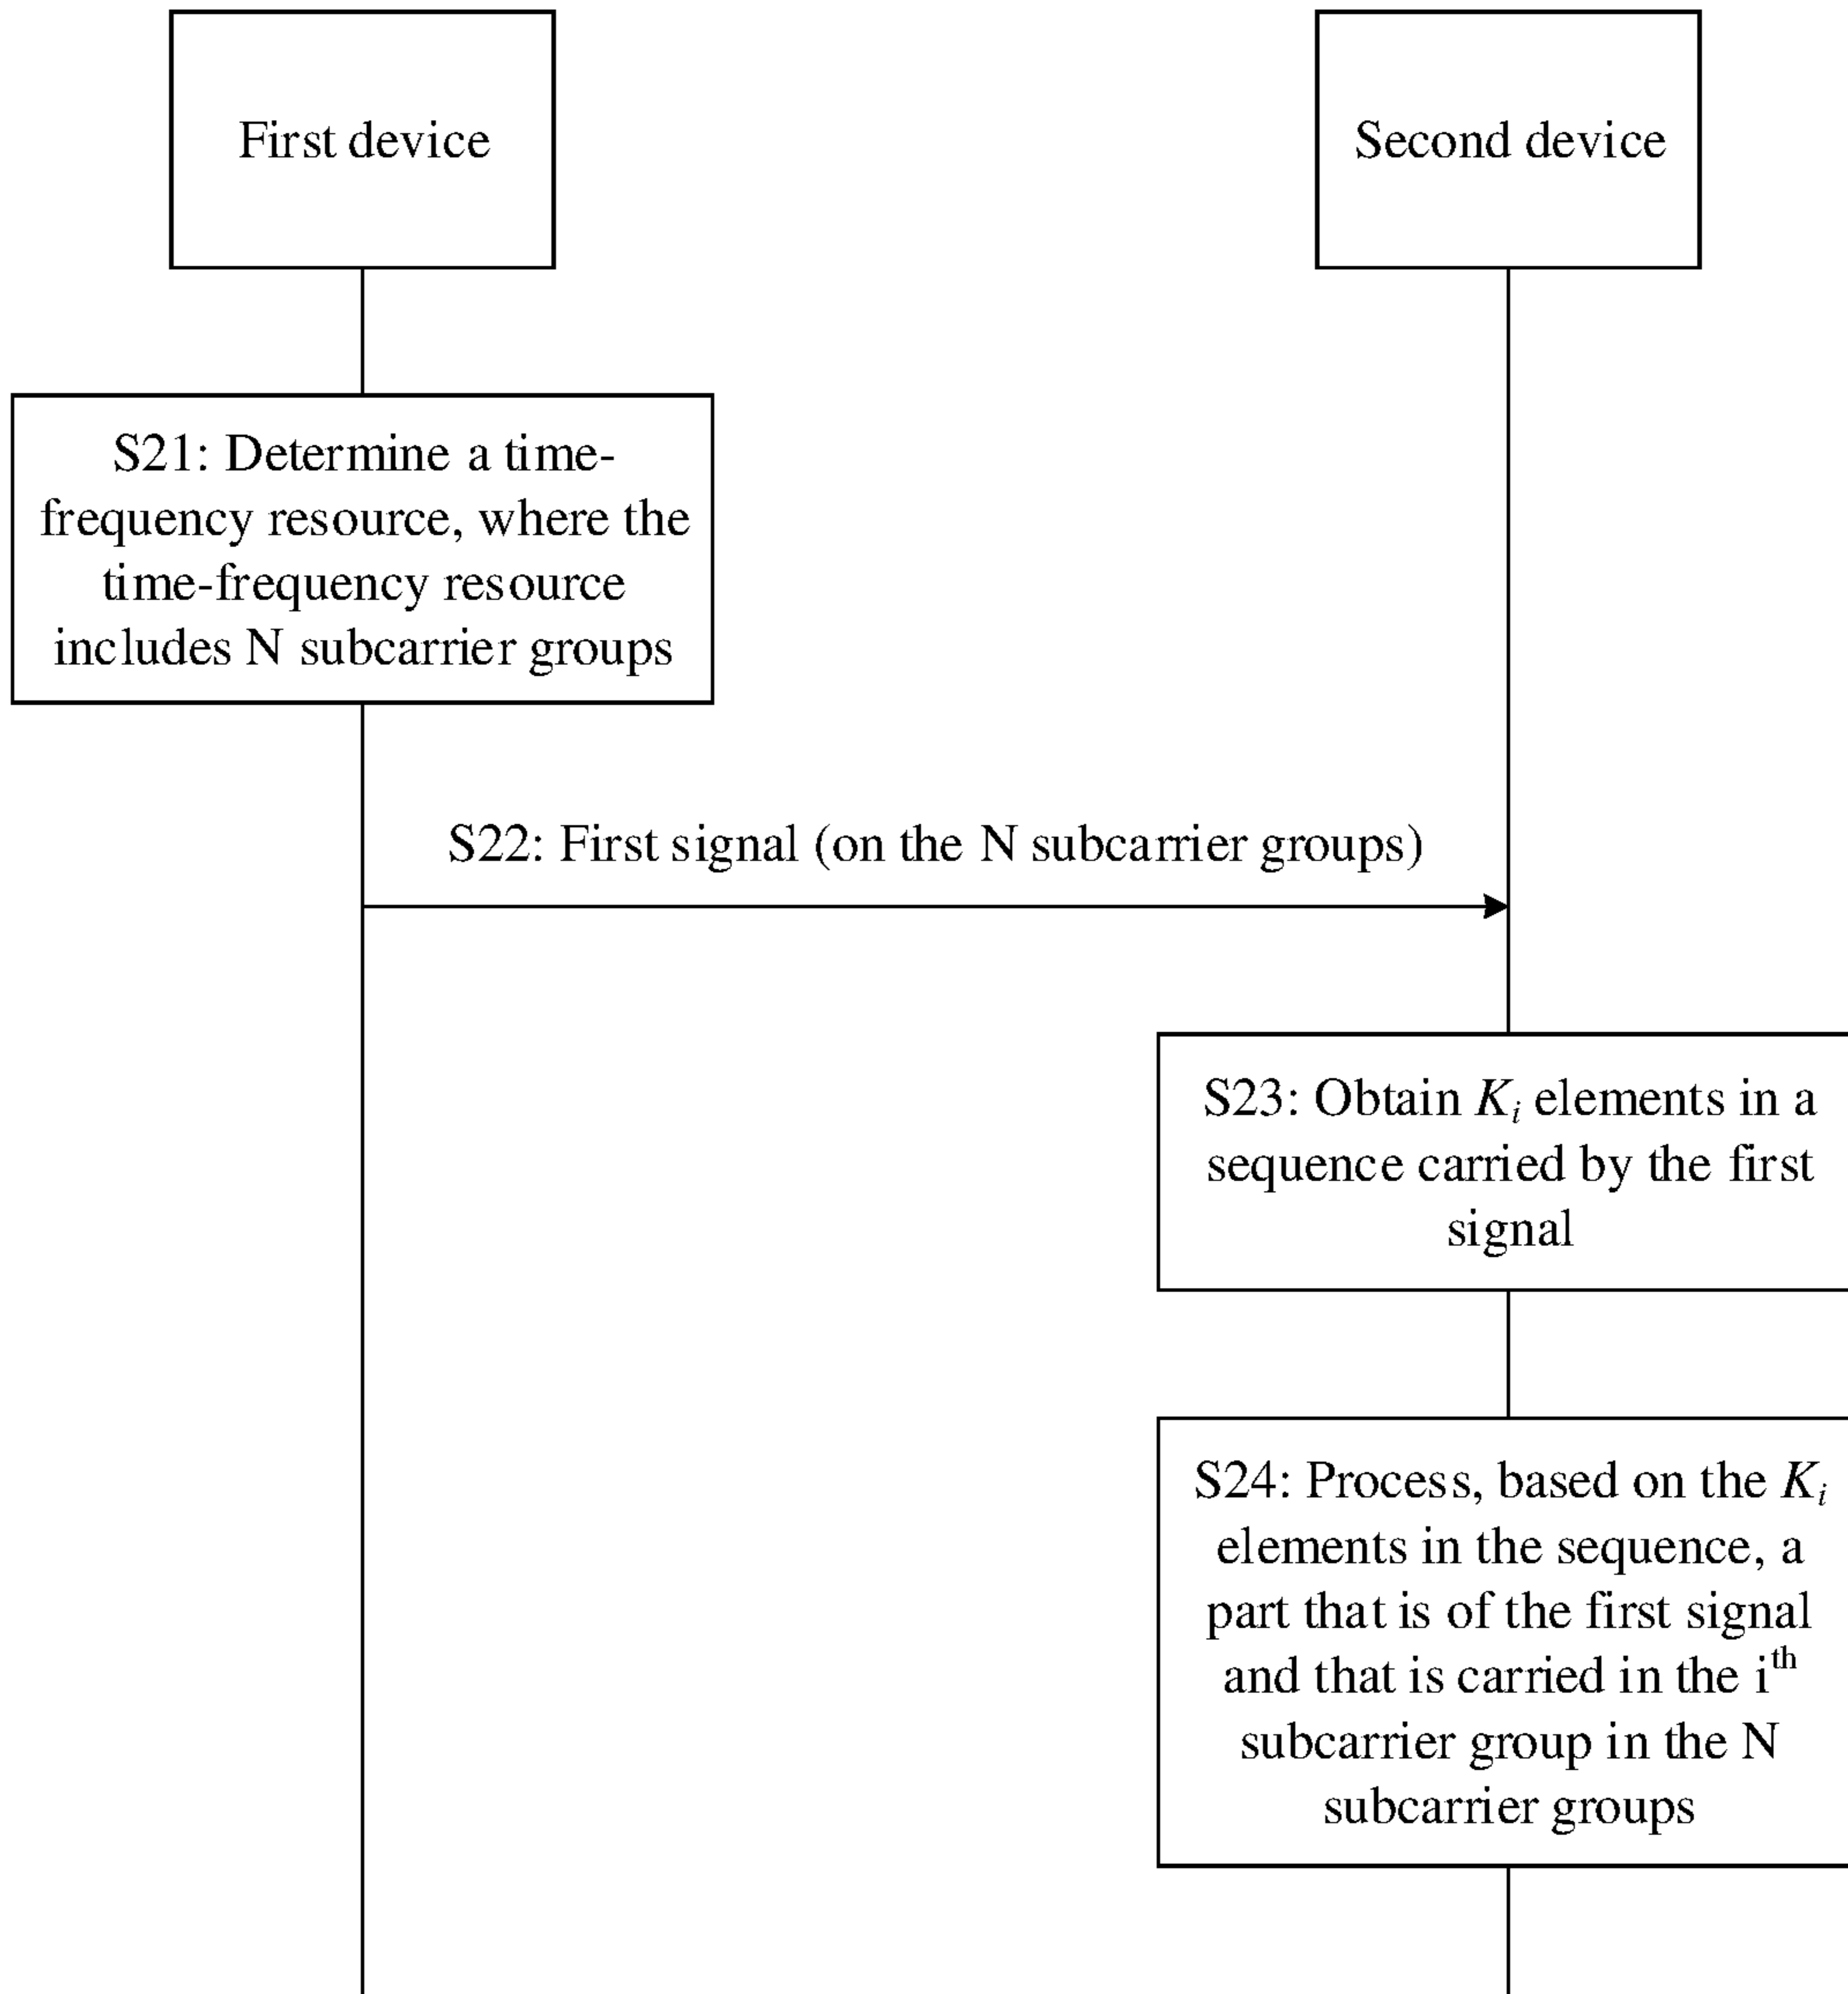 First device
Second device
S21: Determine a time-
frequency resource, where the
time-frequency resource
includes N subcarrier groups
S22: First signal (on the N subcarrier groups)
S23: Obtain Kᵢ elements in a
sequence carried by the first
signal
S24: Process, based on the Kᵢ
elements in the sequence, a
part that is of the first signal
and that is carried in the iᵗʰ
subcarrier group in the N
subcarrier groups